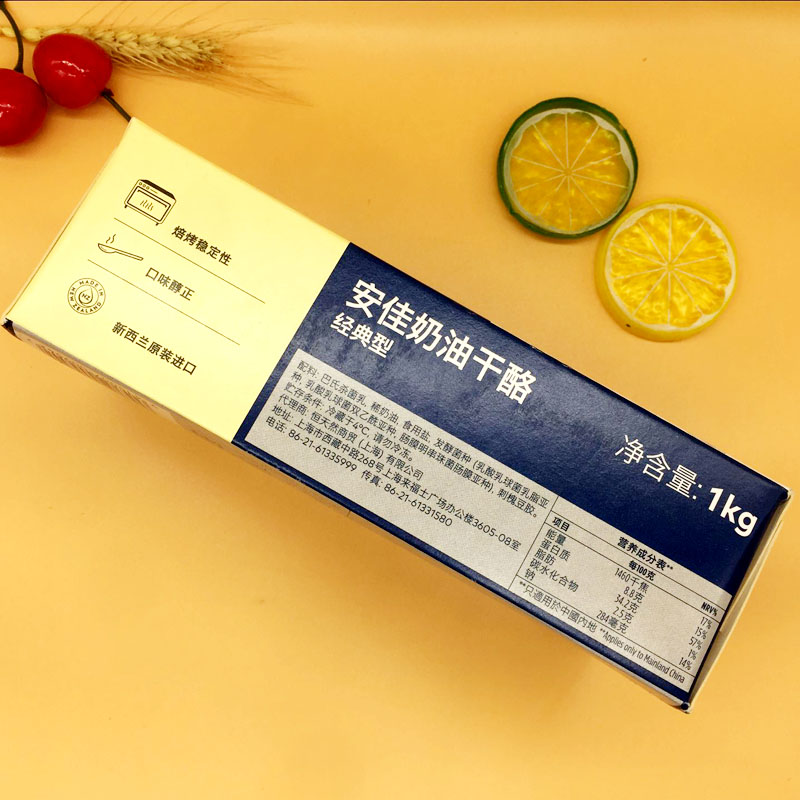 焙烤稳定性
口味醇正
MADE IN NEW ZEALAND
NZ
新西兰原装进口
安佳奶油干酪
经典型
净含量: 1kg
配料: 巴氏杀菌乳, 稀奶油, 食用盐, 发酵菌种 (乳酸乳球菌乳脂亚
种, 乳酸乳球菌双乙酰亚种, 肠膜明串珠菌肠膜亚种), 刺槐豆胶。
贮存条件: 冷藏于4°C, 请勿冷冻。
代理商: 恒天然商贸 (上海) 有限公司
地址: 上海市西藏中路268号上海来福士广场办公楼3605-08室
电话: 86-21-61335999 传真: 86-21-61331580
营养成分表**
项目 每100克 NRV%
能量 1460千焦 17%
蛋白质 8.8克 15%
脂肪 34.2克 57%
碳水化合物 2.5克 1%
钠 284毫克 14%
**只適用於中國內地 **Applies only to Mainland China